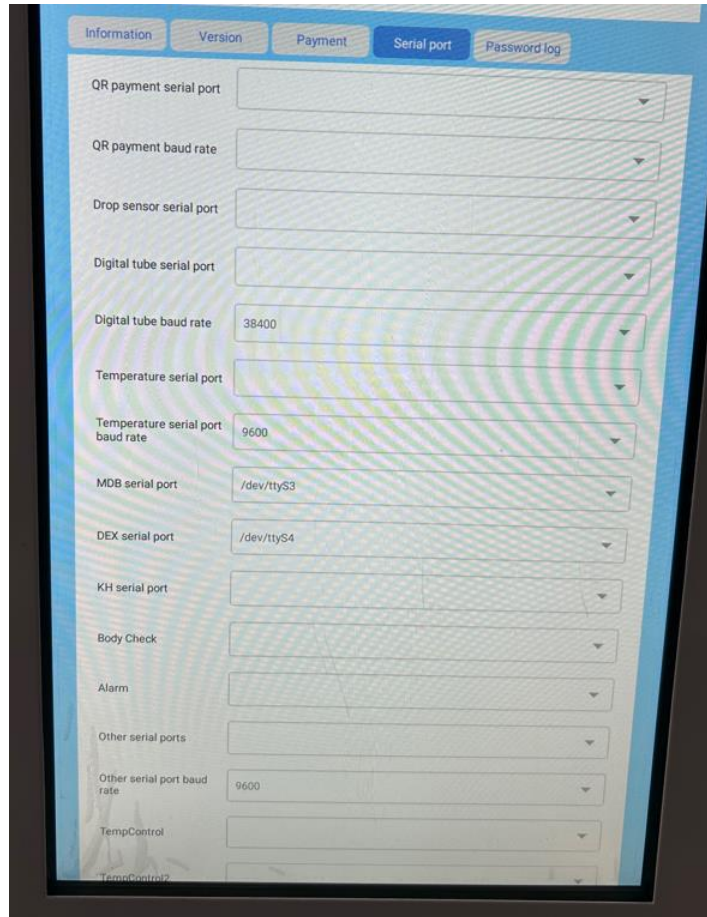 Information Version Payment Serial port Password log
QR payment serial port
QR payment baud rate
Drop sensor serial port
Digital tube serial port
Digital tube baud rate 38400
Temperature serial port
Temperature serial port
baud rate 9600
MDB serial port /dev/ttyS3
DEX serial port /dev/ttyS4
KH serial port
Body Check
Alarm
Other serial ports
Other serial port baud
rate 9600
TempControl
TempControl2